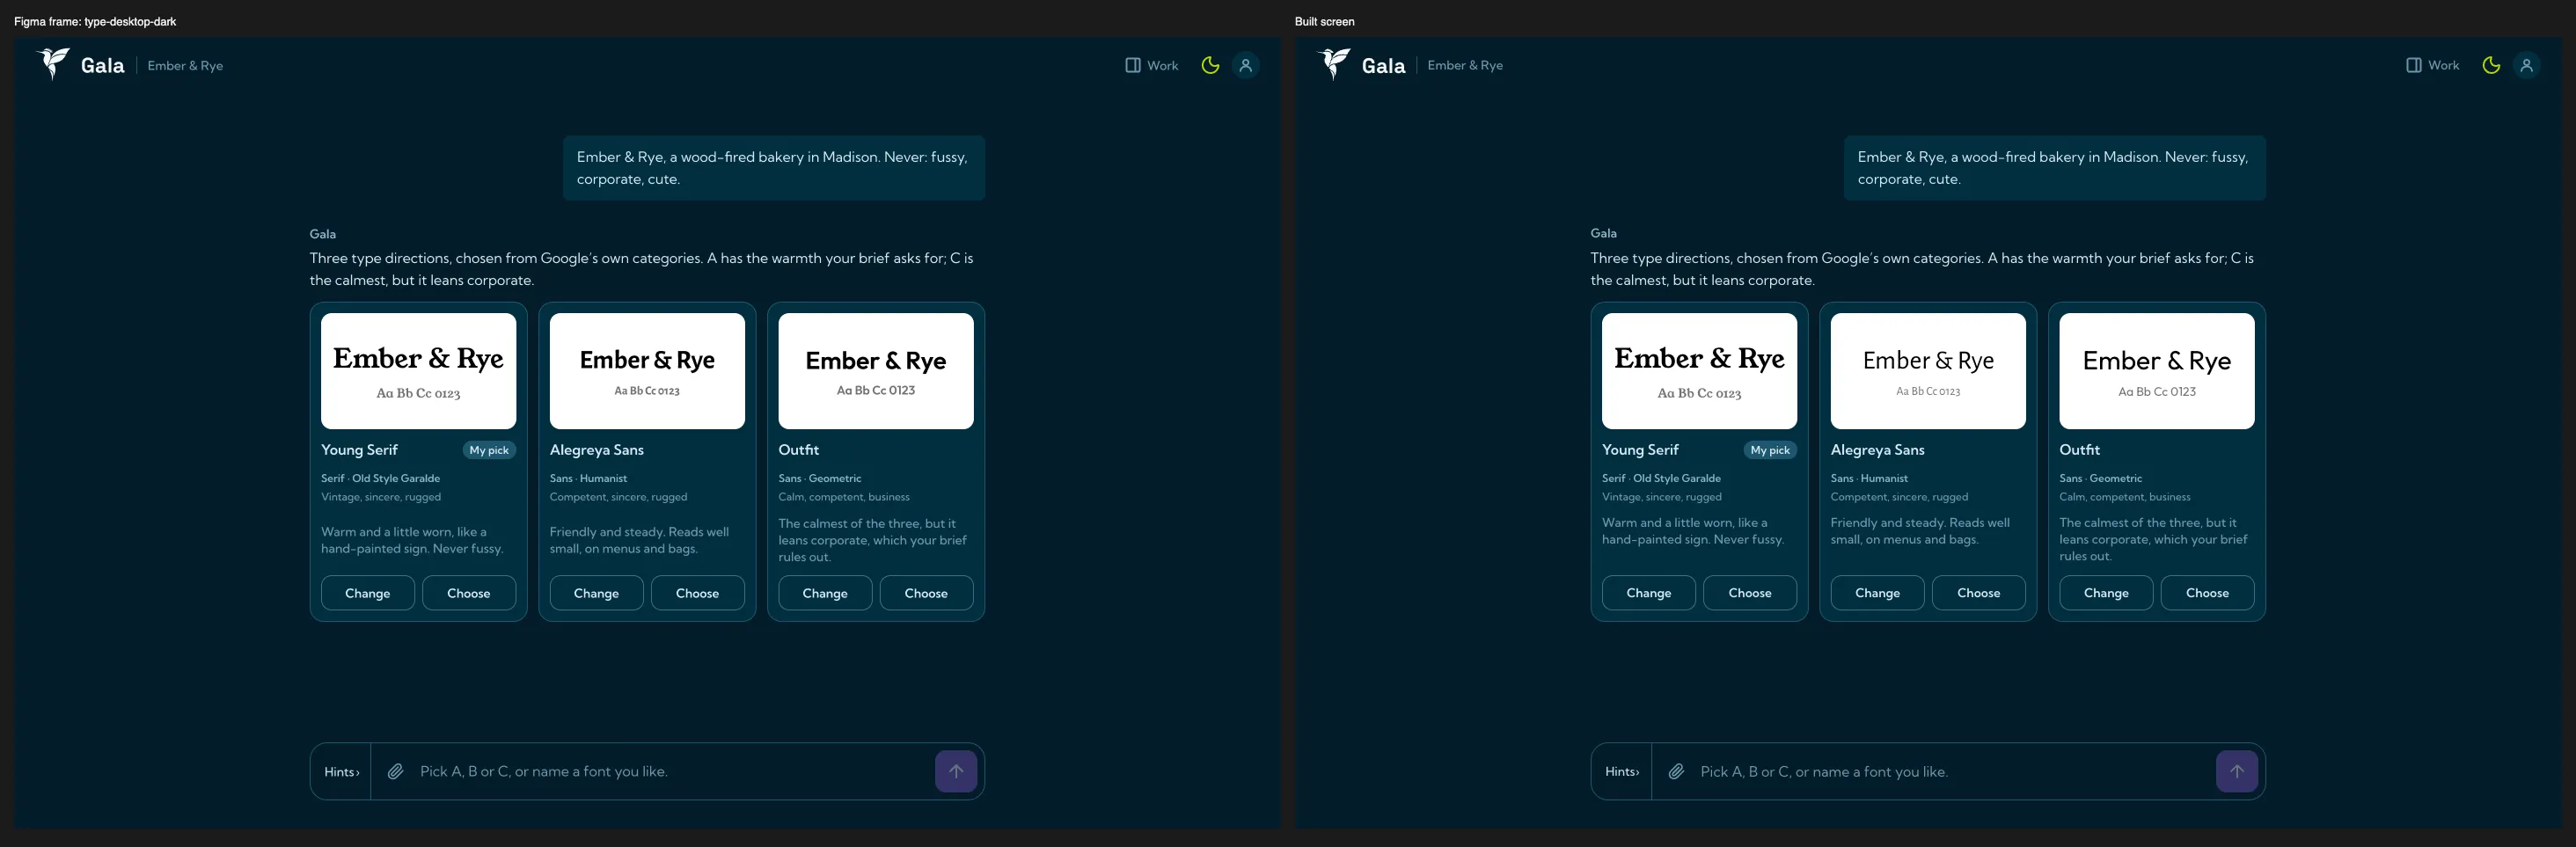 Figma frame: type-desktop-dark
Gala
Ember & Rye
Work
Ember & Rye, a wood-fired bakery in Madison. Never: fussy,
corporate, cute.
Gala
Three type directions, chosen from Google's own categories. A has the warmth your brief asks for; C is
the calmest, but it leans corporate.
Ember & Rye
Aa Bb Cc 0123
Young Serif
My pick
Serif · Old Style Garalde
Vintage, sincere, rugged
Warm and a little worn, like a
hand-painted sign. Never fussy.
Change
Choose
Ember & Rye
Aa Bb Cc 0123
Alegreya Sans
Sans · Humanist
Competent, sincere, rugged
Friendly and steady. Reads well
small, on menus and bags.
Change
Choose
Ember & Rye
Aa Bb Cc 0123
Outfit
Sans · Geometric
Calm, competent, business
The calmest of the three, but it
leans corporate, which your brief
rules out.
Change
Choose
Hints›
Pick A, B or C, or name a font you like.
Built screen
Gala
Ember & Rye
Work
Ember & Rye, a wood-fired bakery in Madison. Never: fussy,
corporate, cute.
Gala
Three type directions, chosen from Google's own categories. A has the warmth your brief asks for; C is
the calmest, but it leans corporate.
Ember & Rye
Aa Bb Cc 0123
Young Serif
My pick
Serif · Old Style Garalde
Vintage, sincere, rugged
Warm and a little worn, like a
hand-painted sign. Never fussy.
Change
Choose
Ember & Rye
Aa Bb Cc 0123
Alegreya Sans
Sans · Humanist
Competent, sincere, rugged
Friendly and steady. Reads well
small, on menus and bags.
Change
Choose
Ember & Rye
Aa Bb Cc 0123
Outfit
Sans · Geometric
Calm, competent, business
The calmest of the three, but it
leans corporate, which your brief
rules out.
Change
Choose
Hints›
Pick A, B or C, or name a font you like.